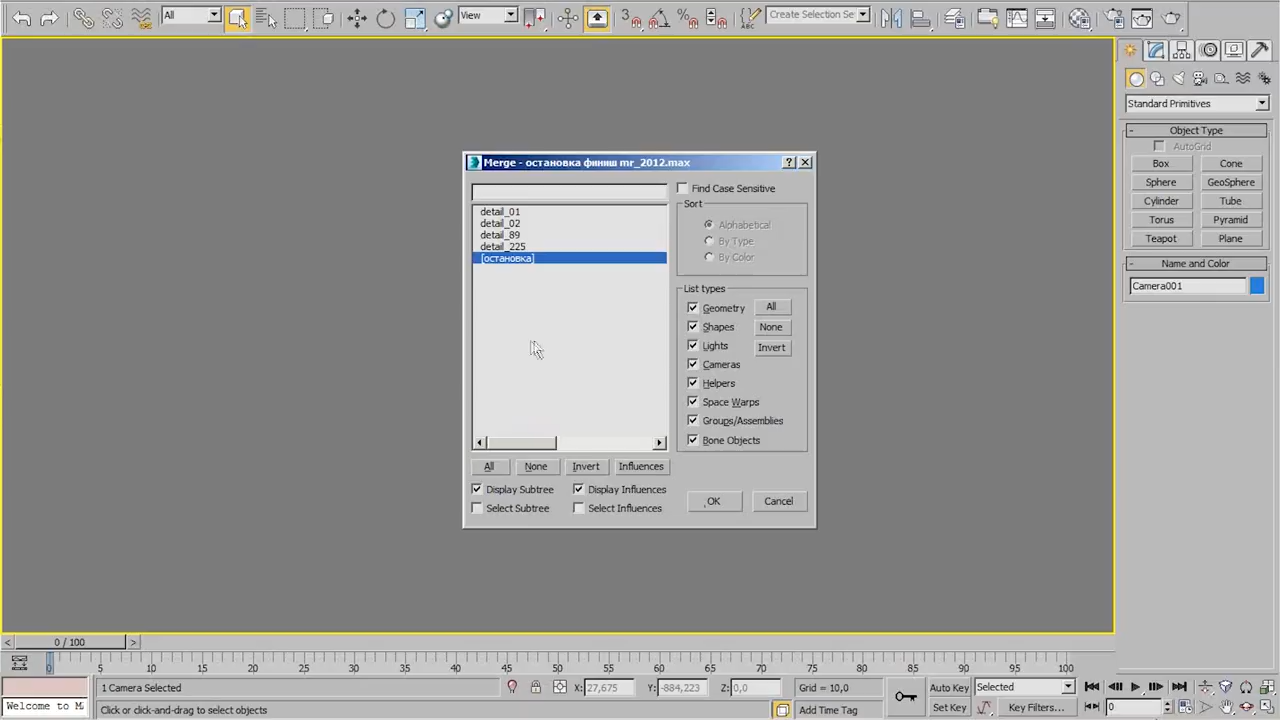 All
View
3
ABC
Create Selection Se
Standard Primitives
Object Type
AutoGrid
Box
Cone
Sphere
GeoSphere
Cylinder
Tube
Torus
Pyramid
Teapot
Plane
Name and Color
Camera001
Merge - остановка финиш mr_2012.max
Find Case Sensitive
detail_01
detail_02
detail_89
detail_225
[остановка]
Sort
Alphabetical
By Type
By Color
List types
Geometry
All
Shapes
None
Lights
Invert
Cameras
Helpers
Space Warps
Groups/Assemblies
Bone Objects
All
None
Invert
Influences
Display Subtree
Display Influences
Select Subtree
Select Influences
OK
Cancel
0 / 100
0 5 10 15 20 25 30 35 40 45 50 55 60 65 70 75 80 85 90 95 100
1 Camera Selected
X: 27,675
Y: -884,223
Z: 0,0
Grid = 10,0
Auto Key
Selected
Welcome to M
Click or click-and-drag to select objects
Add Time Tag
Set Key
Key Filters...
0